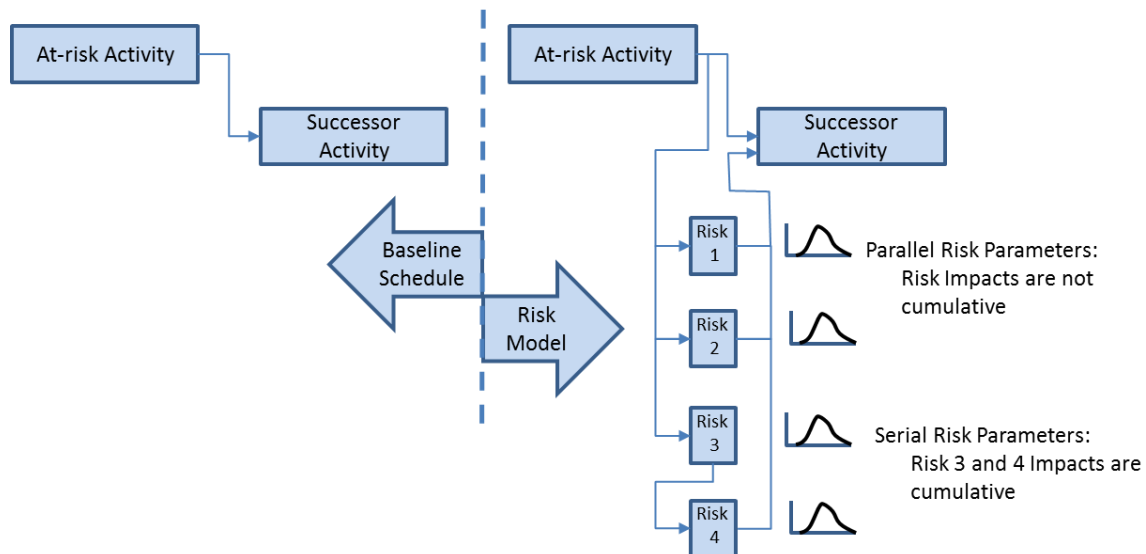 At-risk Activity
Successor
Activity
Baseline
Schedule
Risk
Model
At-risk Activity
Successor
Activity
Risk
1
Risk
2
Risk
3
Risk
4
Parallel Risk Parameters:
Risk Impacts are not
cumulative
Serial Risk Parameters:
Risk 3 and 4 Impacts are
cumulative